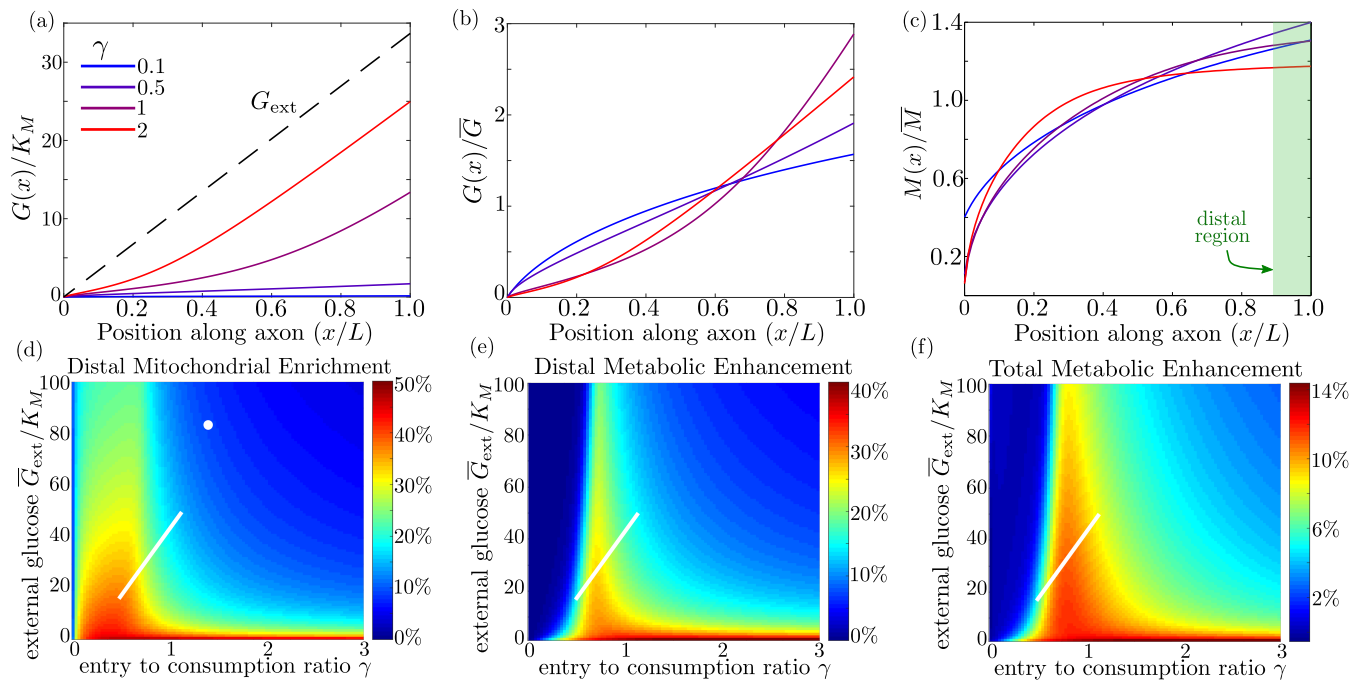 (a)
G(x)/K_M
γ
0.1
0.5
1
2
G_ext
30
20
10
0
0 0.2 0.4 0.6 0.8 1.0
Position along axon (x/L)
(b)
G(x)/G̅
3
2
1
0
0 0.2 0.4 0.6 0.8 1.0
Position along axon (x/L)
(c)
M(x)/M̅
1.4
1.0
0.6
0.2
distal
region
0 0.2 0.4 0.6 0.8 1.0
Position along axon (x/L)
(d)
Distal Mitochondrial Enrichment
external glucose G̅_ext/K_M
100
80
60
40
20
0
0 1 2 3
entry to consumption ratio γ
50%
40%
30%
20%
10%
0%
(e)
Distal Metabolic Enhancement
external glucose G̅_ext/K_M
100
80
60
40
20
0
0 1 2 3
entry to consumption ratio γ
40%
30%
20%
10%
0%
(f)
Total Metabolic Enhancement
external glucose G̅_ext/K_M
100
80
60
40
20
0
0 1 2 3
entry to consumption ratio γ
14%
10%
6%
2%